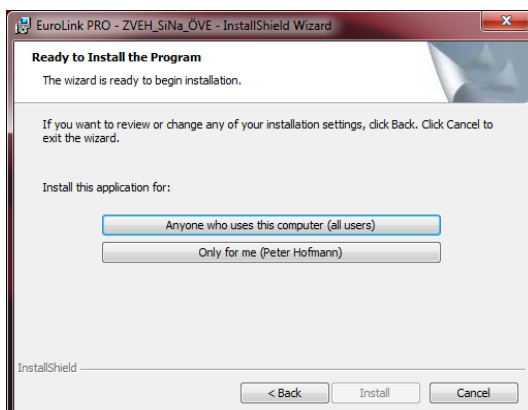 EuroLink PRO - ZVEH_SiNa_ÖVE - InstallShield Wizard
Ready to Install the Program
The wizard is ready to begin installation.
If you want to review or change any of your installation settings, click Back. Click Cancel to
exit the wizard.
Install this application for:
Anyone who uses this computer (all users)
Only for me (Peter Hofmann)
InstallShield
< Back
Install
Cancel